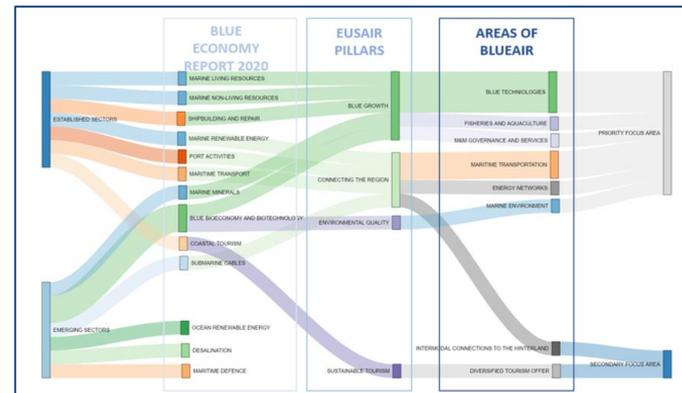 BLUE
ECONOMY
REPORT 2020
EUSAIR
PILLARS
AREAS OF
BLUEAIR
ESTABLISHED SECTORS
EMERGING SECTORS
MARINE LIVING RESOURCES
MARINE NON-LIVING RESOURCES
SHIPBUILDING AND REPAIR
MARINE RENEWABLE ENERGY
PORT ACTIVITIES
MARITIME TRANSPORT
MARINE MINERALS
BLUE BIOECONOMY AND BIOTECHNOLOGY
COASTAL TOURISM
SUBMARINE CABLES
OCEAN RENEWABLE ENERGY
DESALINATION
MARITIME DEFENCE
BLUE GROWTH
CONNECTING THE REGION
ENVIRONMENTAL QUALITY
SUSTAINABLE TOURISM
BLUE TECHNOLOGIES
FISHERIES AND AQUACULTURE
M&M GOVERNANCE AND SERVICES
MARITIME TRANSPORTATION
ENERGY NETWORKS
MARINE ENVIRONMENT
INTERMODAL CONNECTIONS TO THE HINTERLAND
DIVERSIFIED TOURISM OFFER
PRIORITY FOCUS AREA
SECONDARY FOCUS AREA